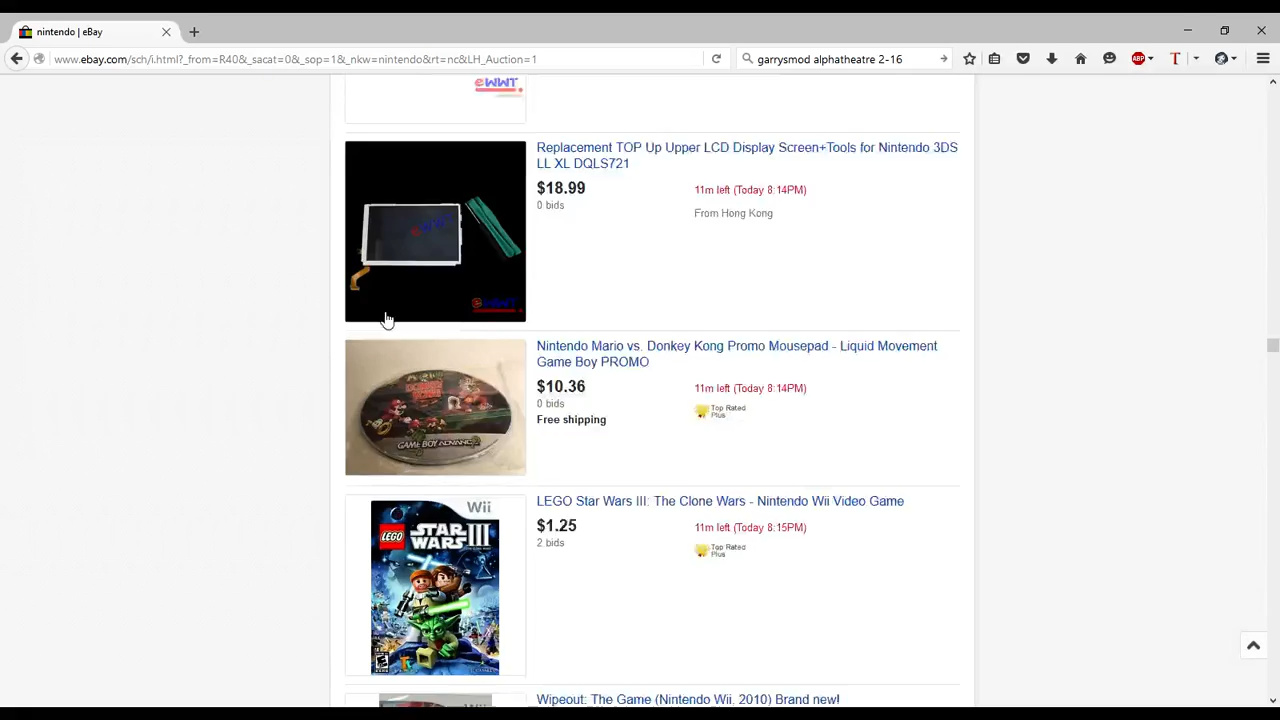 nintendo | eBay
www.ebay.com/sch/i.html?_from=R40&_sacat=0&_sop=1&_nkw=nintendo&rt=nc&LH_Auction=1
garrysmod alphatheatre 2-16
ABP
T
eWWT
Replacement TOP Up Upper LCD Display Screen+Tools for Nintendo 3DS
LL XL DQLS721
$18.99
11m left (Today 8:14PM)
0 bids
From Hong Kong
eWWT
eWWT
Nintendo Mario vs. Donkey Kong Promo Mousepad - Liquid Movement
Game Boy PROMO
$10.36
11m left (Today 8:14PM)
0 bids
Top Rated
Plus
Free shipping
GAME BOY ADVANCE
LEGO Star Wars III: The Clone Wars - Nintendo Wii Video Game
$1.25
11m left (Today 8:15PM)
2 bids
Top Rated
Plus
Wii
LEGO
STAR
WARS III
E
Wipeout: The Game (Nintendo Wii, 2010) Brand new!
Wii